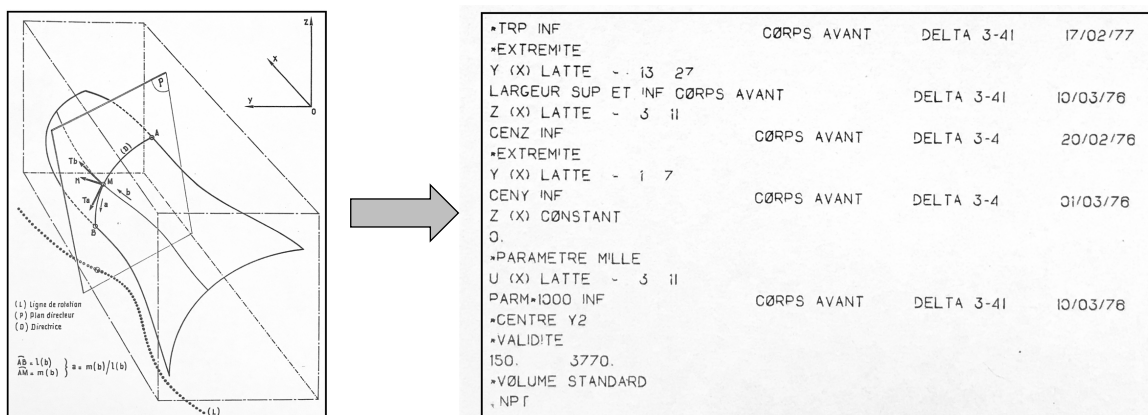 Z
X
Y
O
P
A
(D)
Tb
M
M
b
Ta
a
B
(L) Ligne de rotation
(P) Plan directeur
(D) Directrice
AB = l(b)
AM = m(b)
} a = m(b)/l(b)
(L)
*TRP INF CØRPS AVANT DELTA 3-41 17/02/77
*EXTREMITE
Y (X) LATTE - 13 27
LARGEUR SUP ET INF CØRPS AVANT DELTA 3-41 10/03/76
Z (X) LATTE - 3 11
CENZ INF CØRPS AVANT DELTA 3-4 20/02/76
*EXTREMITE
Y (X) LATTE - 1 7
CENY INF CØRPS AVANT DELTA 3-4 01/03/76
Z (X) CØNSTANT
0.
*PARAMETRE MILLE
U (X) LATTE - 3 11
PARM*1000 INF CØRPS AVANT DELTA 3-41 10/03/76
*CENTRE Y2
*VALIDITE
150. 3770.
*VØLUME STANDARD